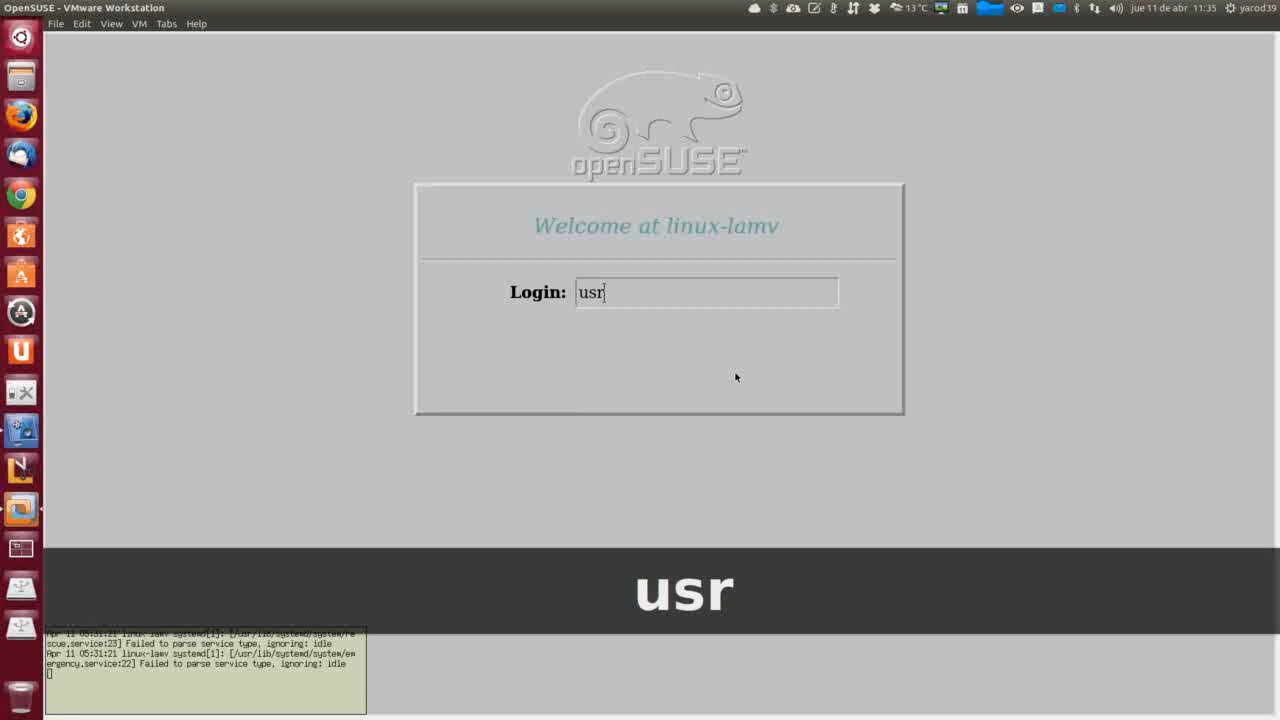 OpenSUSE - VMware Workstation
13°C
jue 11 de abr
11:35
yarod39
File Edit View VM Tabs Help
openSUSE
Welcome at linux-lamv
Login: usr
usr
Apr 11 05:31:21 linux-lamv systemd[1]: [/usr/lib/systemd/system/re
scue.service:23] Failed to parse service type, ignoring: idle
Apr 11 05:31:21 linux-lamv systemd[1]: [/usr/lib/systemd/system/em
ergency.service:22] Failed to parse service type, ignoring: idle